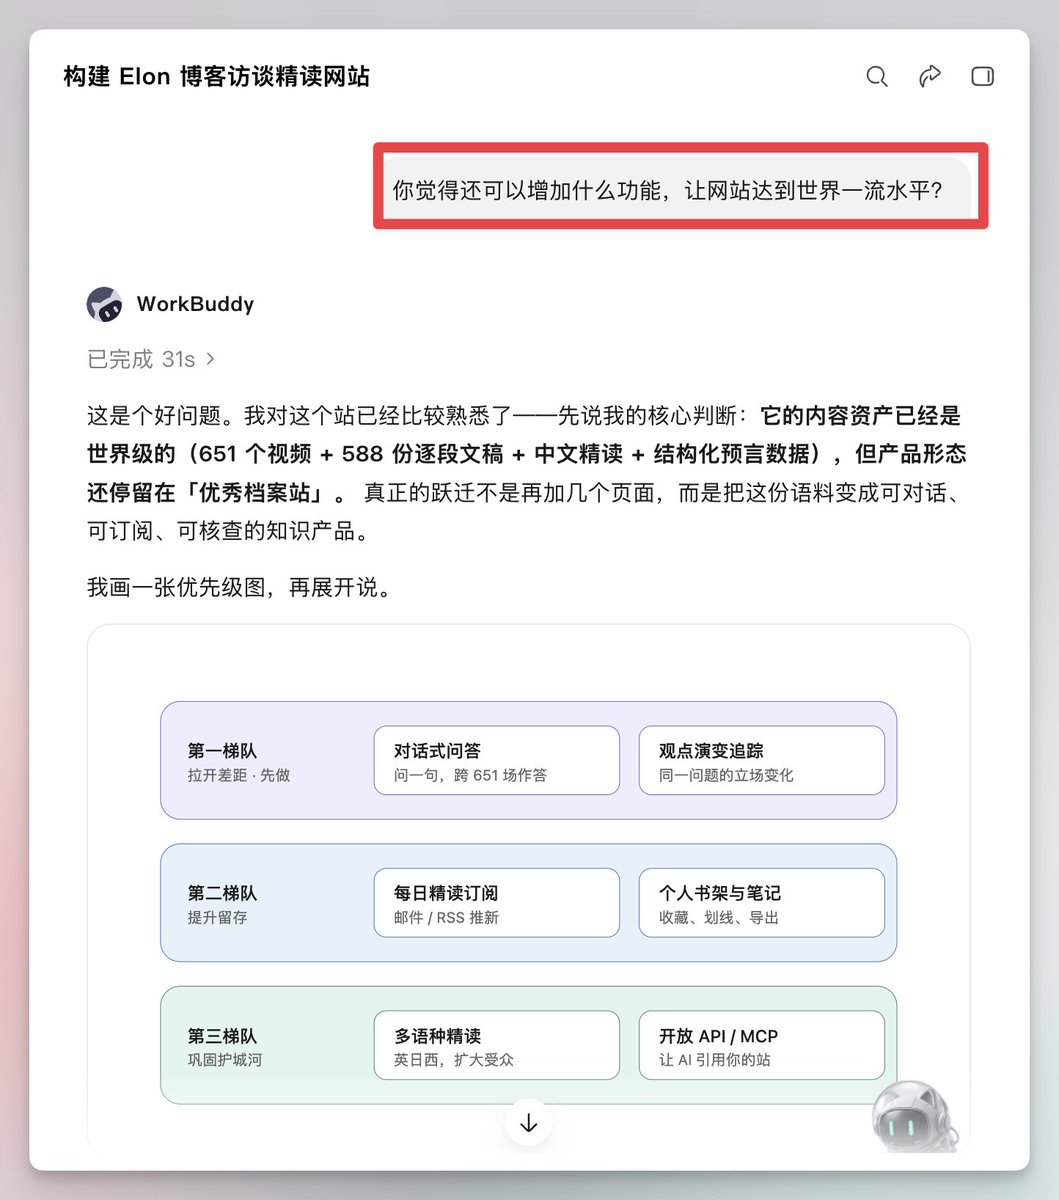 构建 Elon 博客访谈精读网站
你觉得还可以增加什么功能，让网站达到世界一流水平？
WorkBuddy
已完成 31s >
这是个好问题。我对这个站已经比较熟悉了——先说我的核心判断：它的内容资产已经是
世界级的（651 个视频 + 588 份逐段文稿 + 中文精读 + 结构化预言数据），但产品形态
还停留在「优秀档案站」。真正的跃迁不是再加几个页面，而是把这份语料变成可对话、
可订阅、可核查的知识产品。
我画一张优先级图，再展开说。
第一梯队
拉开差距 · 先做
对话式问答
问一句，跨 651 场作答
观点演变追踪
同一问题的立场变化
第二梯队
提升留存
每日精读订阅
邮件 / RSS 推新
个人书架与笔记
收藏、划线、导出
第三梯队
巩固护城河
多语种精读
英日西，扩大受众
开放 API / MCP
让 AI 引用你的站